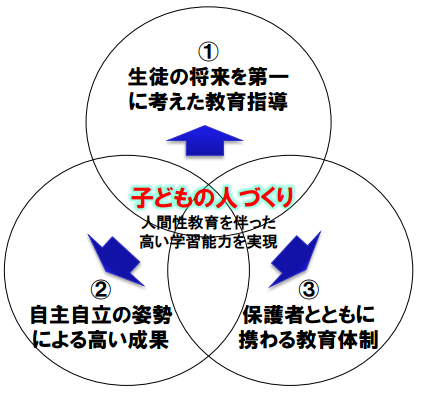 ①
生徒の将来を第一
に考えた教育指導
子どもの人づくり
人間性教育を伴った
高い学習能力を実現
②
自主自立の姿勢
による高い成果
③
保護者とともに
携わる教育体制